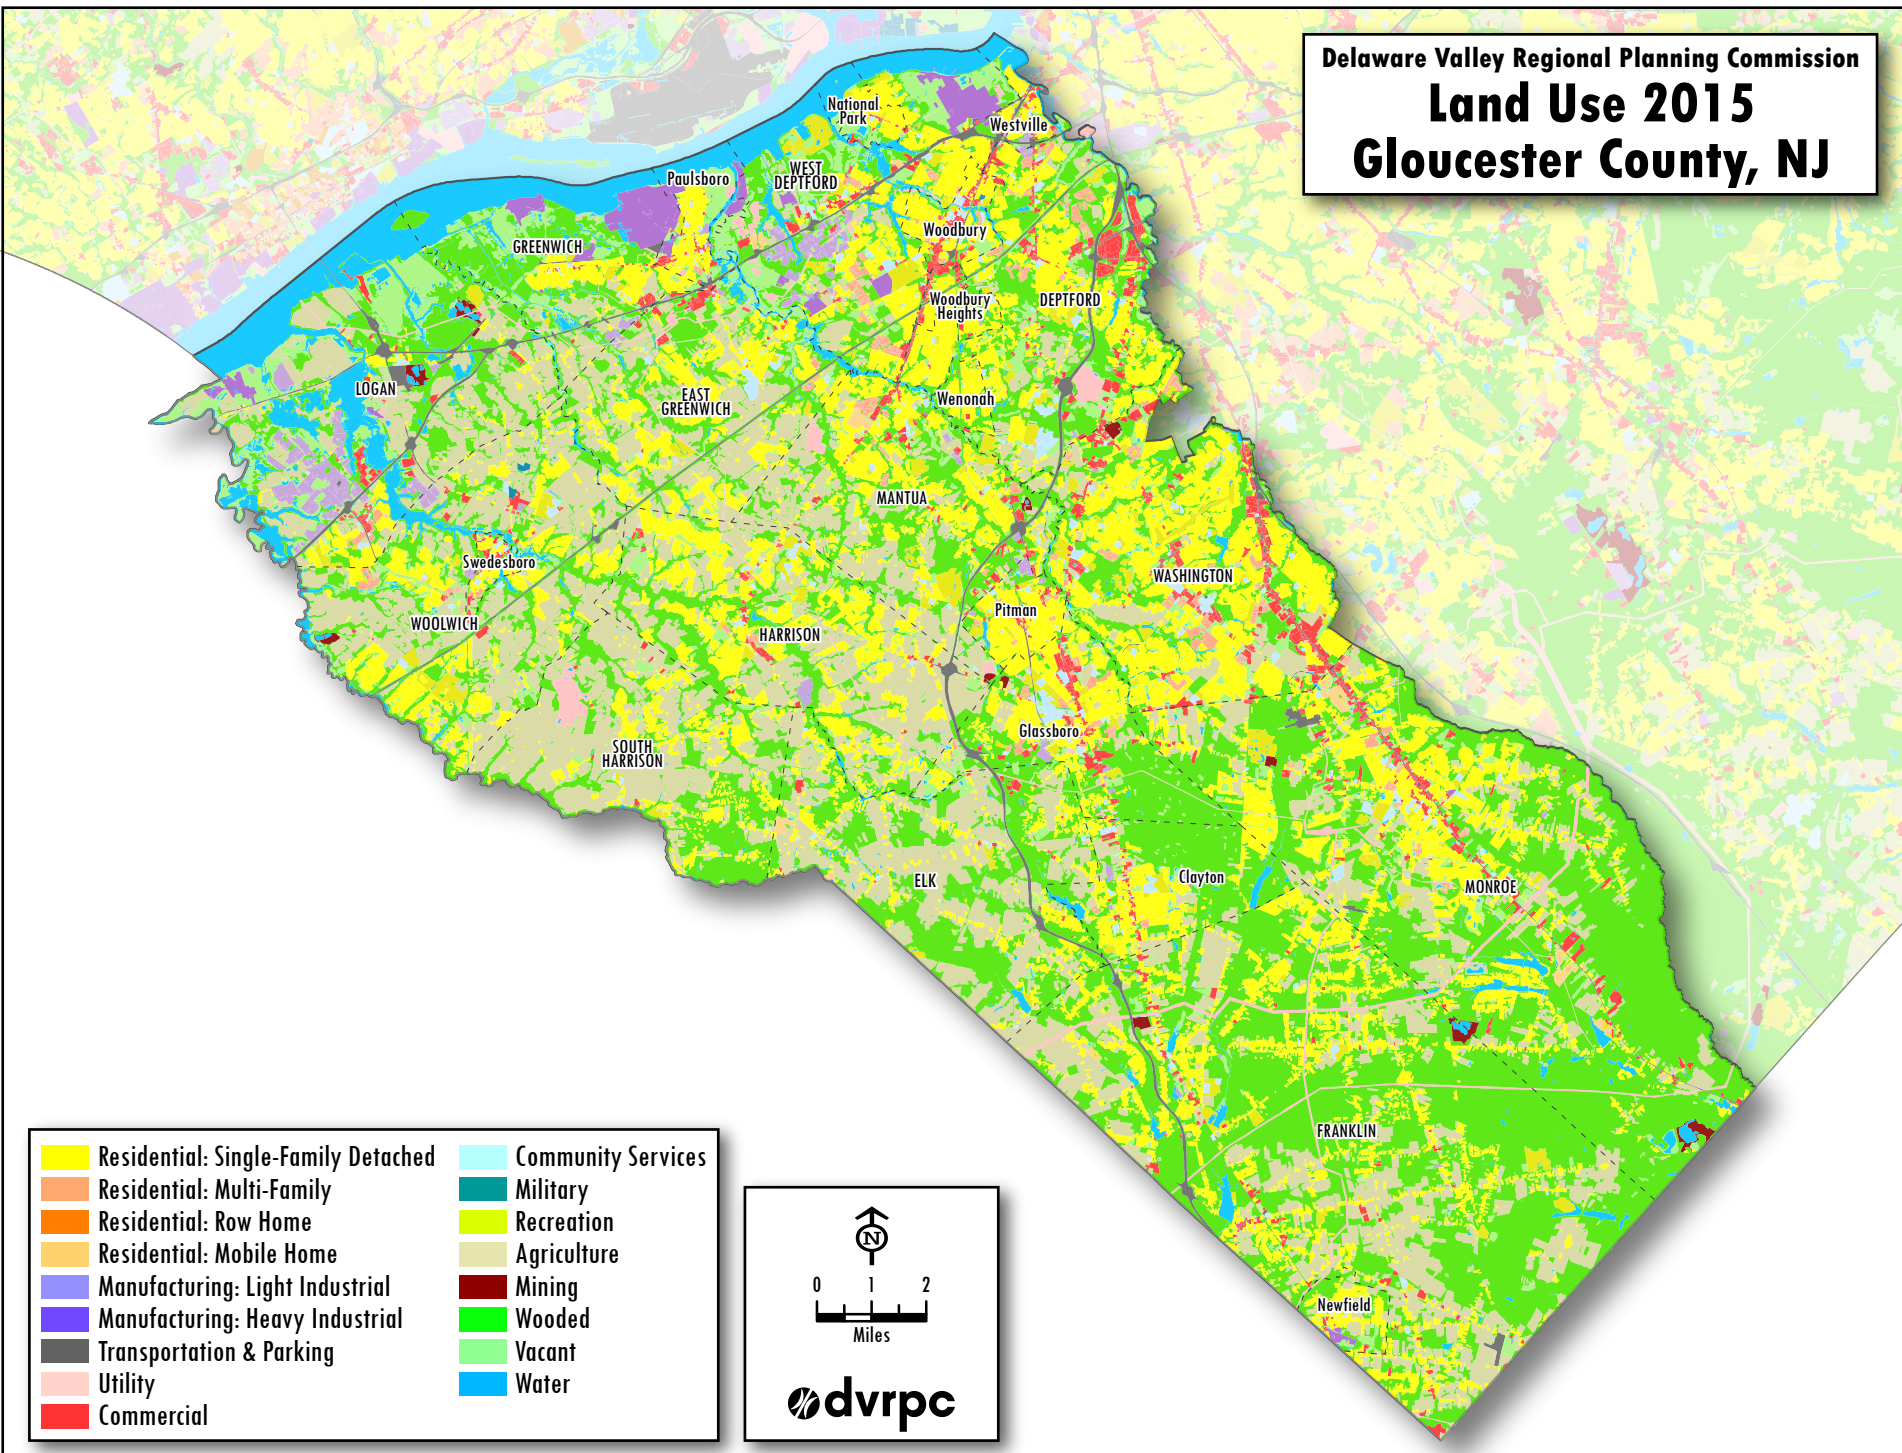 Delaware Valley Regional Planning Commission
Land Use 2015
Gloucester County, NJ
National
Park
Westville
WEST
DEPTFORD
Paulsboro
GREENWICH
Woodbury
Woodbury
Heights
DEPTFORD
LOGAN
EAST
GREENWICH
Wenonah
MANTUA
Swedesboro
WASHINGTON
WOOLWICH
HARRISON
Pitman
SOUTH
HARRISON
Glassboro
ELK
Clayton
MONROE
FRANKLIN
Newfield
Residential: Single-Family Detached
Residential: Multi-Family
Residential: Row Home
Residential: Mobile Home
Manufacturing: Light Industrial
Manufacturing: Heavy Industrial
Transportation & Parking
Utility
Commercial
Community Services
Military
Recreation
Agriculture
Mining
Wooded
Vacant
Water
N
0 1 2
Miles
dvrpc